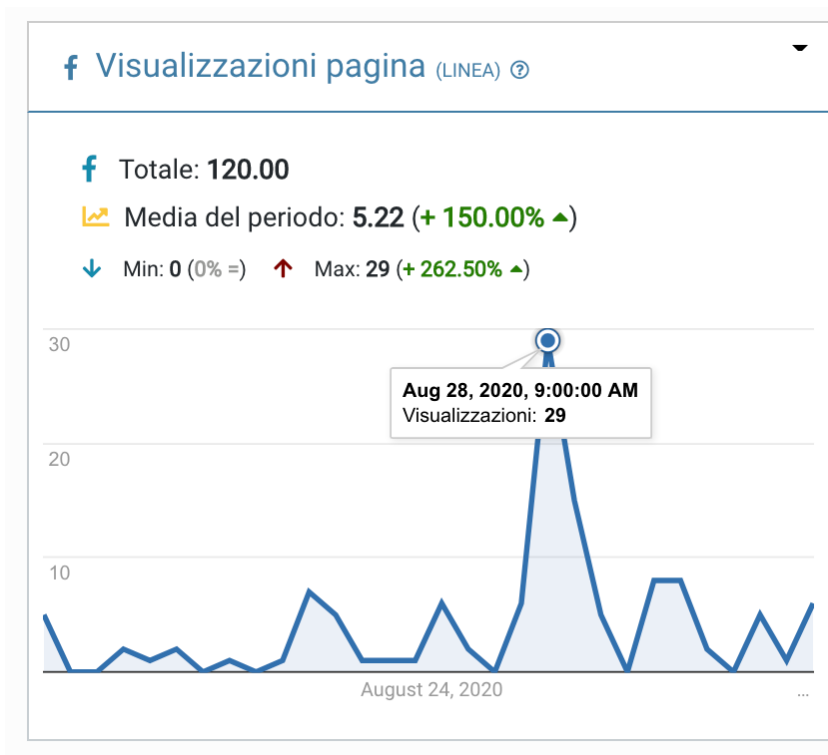 Visualizzazioni pagina (LINEA) ?
Totale: 120.00
Media del periodo: 5.22 (+ 150.00% ▲)
Min: 0 (0% =) Max: 29 (+ 262.50% ▲)
30
Aug 28, 2020, 9:00:00 AM
Visualizzazioni: 29
20
10
August 24, 2020
...